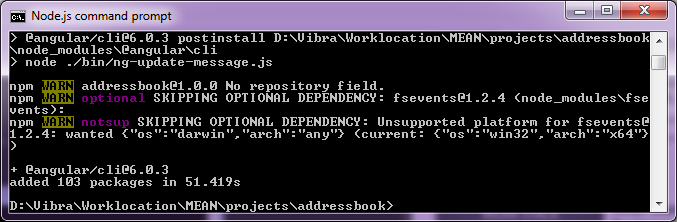 Node.js command prompt
> @angular/cli@6.0.3 postinstall D:\Vibra\Worklocation\MEAN\projects\addressbook
\node_modules\@angular\cli
> node ./bin/ng-update-message.js
npm WARN addressbook@1.0.0 No repository field.
npm WARN optional SKIPPING OPTIONAL DEPENDENCY: fsevents@1.2.4 (node_modules\fse
vents):
npm WARN notsup SKIPPING OPTIONAL DEPENDENCY: Unsupported platform for fsevents@
1.2.4: wanted {"os":"darwin","arch":"any"} (current: {"os":"win32","arch":"x64"}
)
+ @angular/cli@6.0.3
added 103 packages in 51.419s
D:\Vibra\Worklocation\MEAN\projects\addressbook>